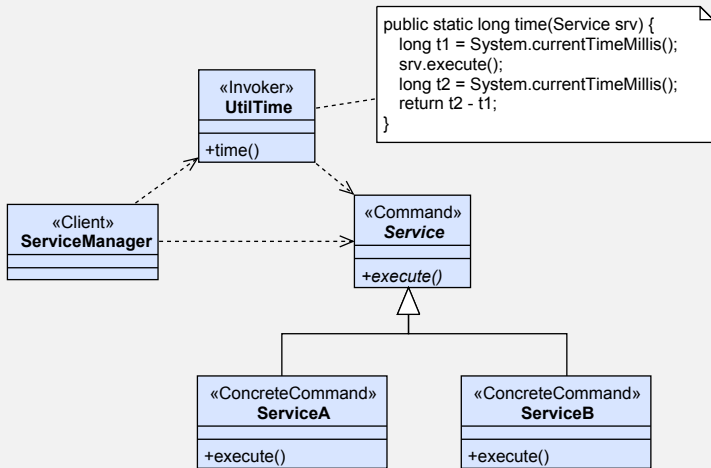 public static long time(Service srv) {
long t1 = System.currentTimeMillis();
srv.execute();
long t2 = System.currentTimeMillis();
return t2 - t1;
}
«Invoker»
UtilTime
+time()
«Client»
ServiceManager
«Command»
Service
+execute()
«ConcreteCommand»
ServiceA
+execute()
«ConcreteCommand»
ServiceB
+execute()